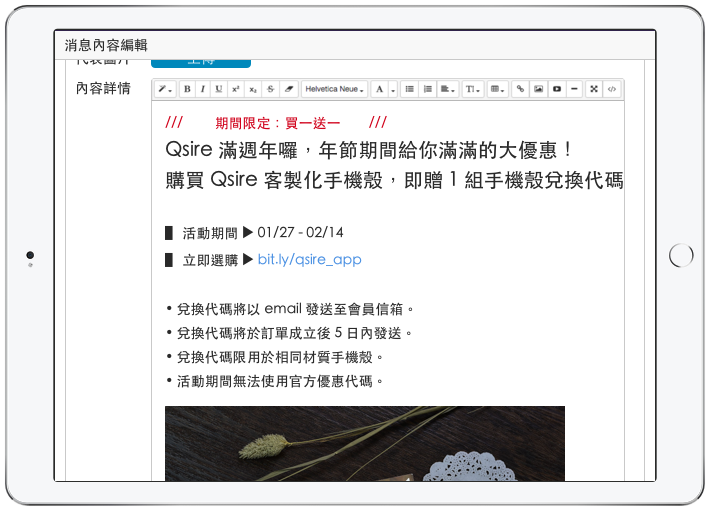 消息內容編輯
代表圖片
上傳
內容詳情
B I U x² x₂ S Helvetica Neue A TI </>
/// 期間限定：買一送一 ///
Qsire 滿週年囉，年節期間給你滿滿的大優惠！
購買 Qsire 客製化手機殼，即贈 1 組手機殼兌換代碼
▋ 活動期間 ▶ 01/27 - 02/14
▋ 立即選購 ▶ bit.ly/qsire_app
• 兌換代碼將以 email 發送至會員信箱。
• 兌換代碼將於訂單成立後 5 日內發送。
• 兌換代碼限用於相同材質手機殼。
• 活動期間無法使用官方優惠代碼。